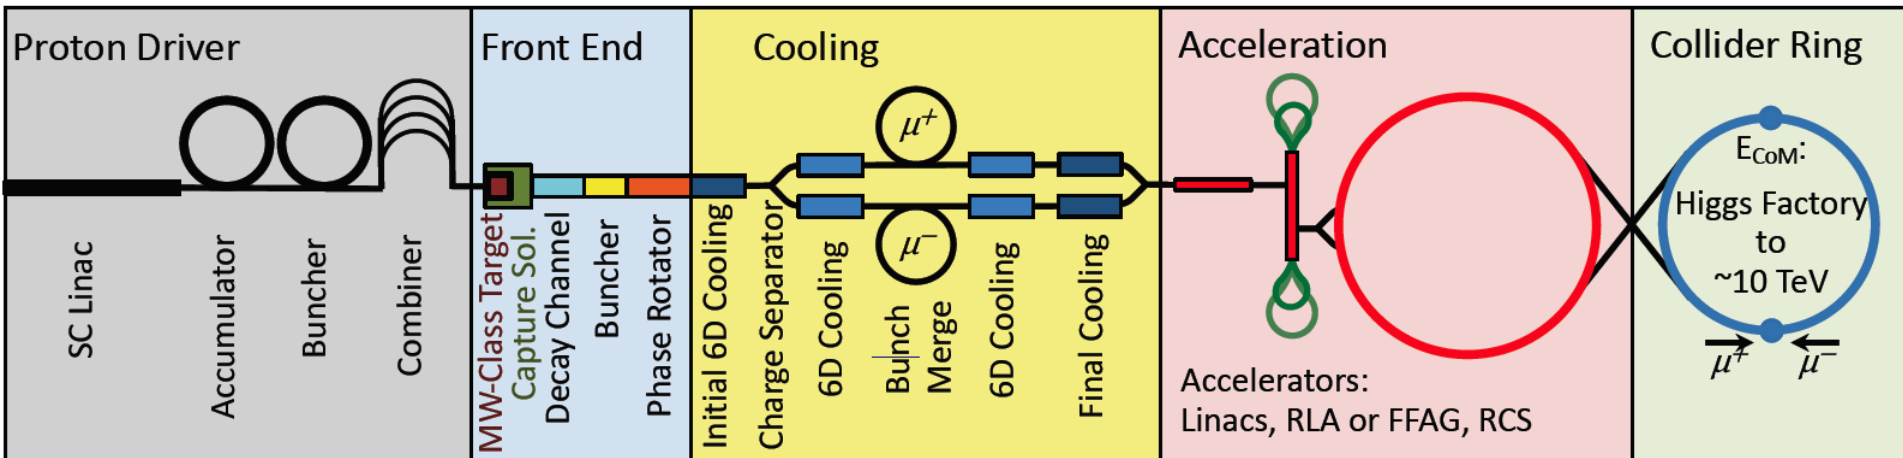 Proton Driver
SC Linac
Accumulator
Buncher
Combiner
Front End
MW-Class Target
Capture Sol.
Decay Channel
Buncher
Phase Rotator
Cooling
Initial 6D Cooling
Charge Separator
6D Cooling
μ+
μ−
Bunch
Merge
6D Cooling
Final Cooling
Acceleration
Accelerators:
Linacs, RLA or FFAG, RCS
Collider Ring
ECoM:
Higgs Factory
to
~10 TeV
μ+ μ−